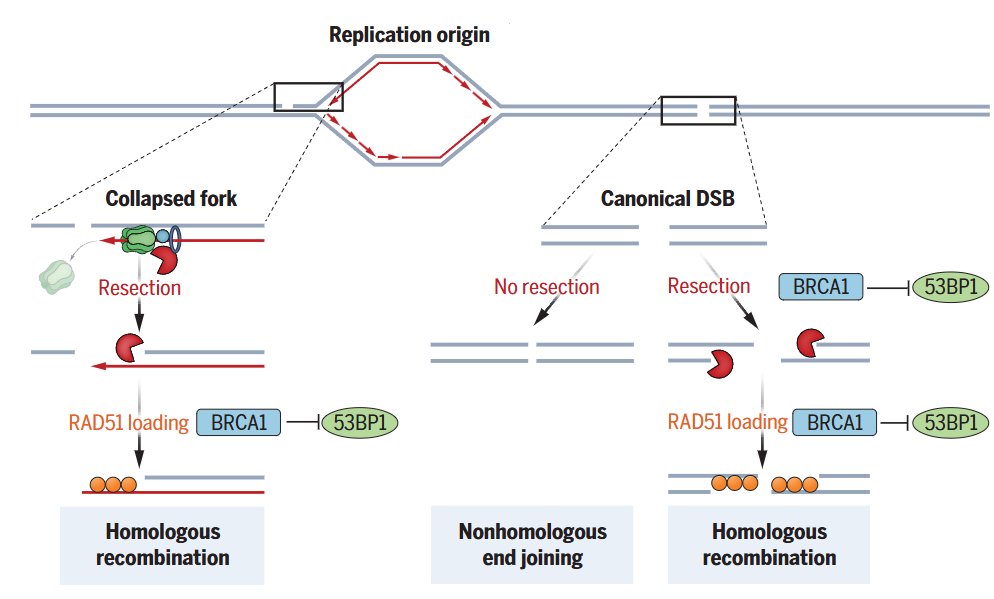 Replication origin
Collapsed fork
Canonical DSB
Resection
No resection
Resection
BRCA1
53BP1
RAD51 loading
BRCA1
53BP1
RAD51 loading
BRCA1
53BP1
Homologous
recombination
Nonhomologous
end joining
Homologous
recombination